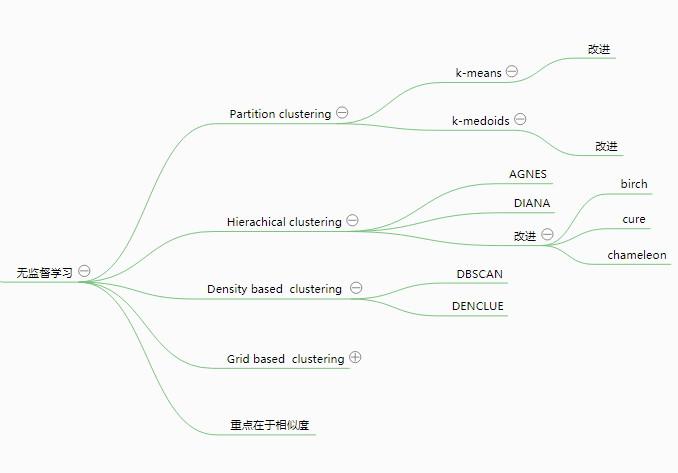 改进
k-means
Partition clustering
k-medoids
改进
AGNES
birch
DIANA
cure
Hierachical clustering
改进
chameleon
无监督学习
DBSCAN
Density based  clustering
DENCLUE
Grid based  clustering
重点在于相似度